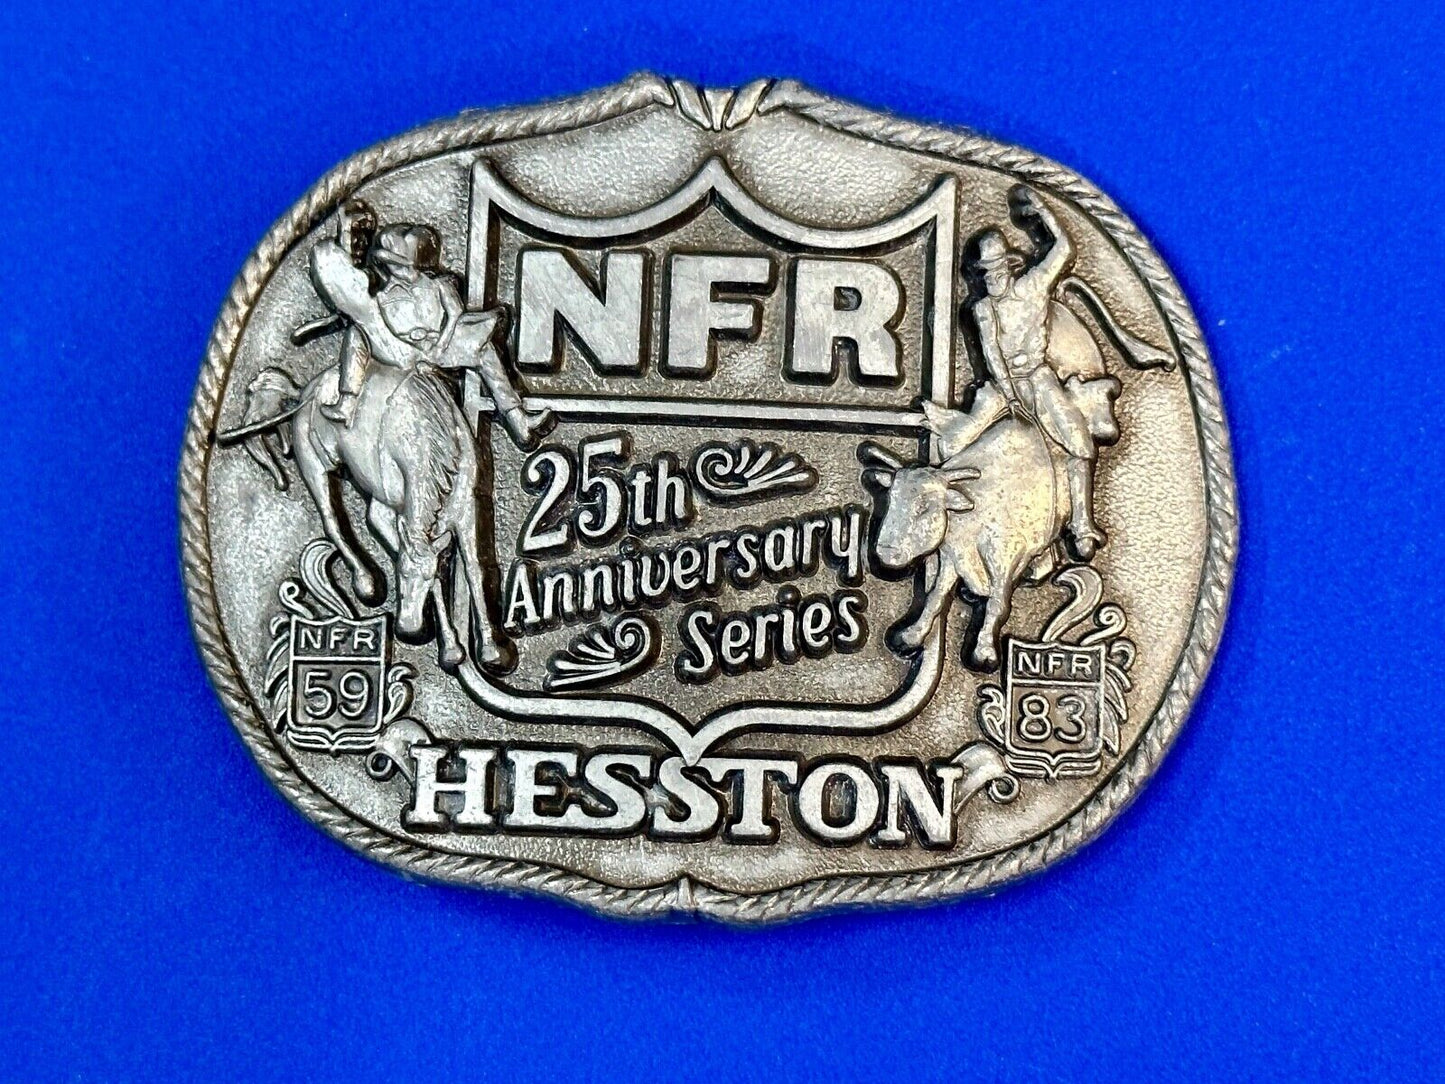 NFR
25th
Anniversary
Series
NFR
59
NFR
83
HESSTON